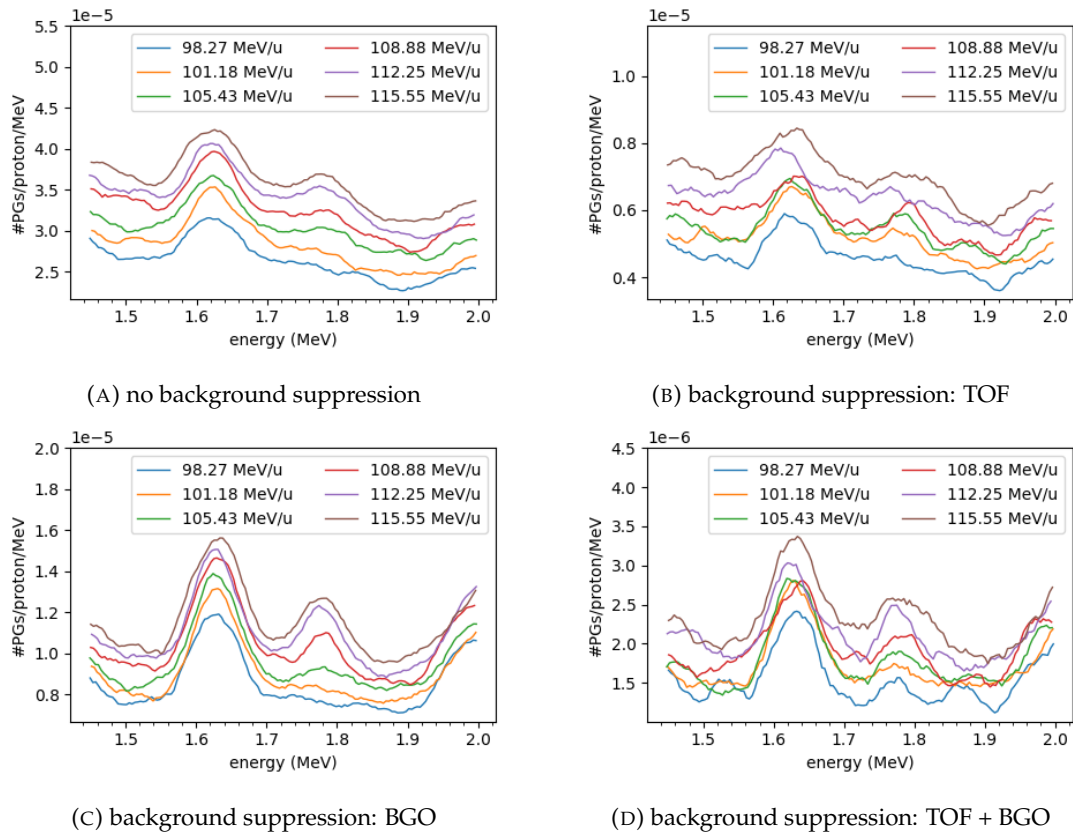 1e−5
5.5
5.0
4.5
4.0
3.5
3.0
2.5
#PGs/proton/MeV
98.27 MeV/u
101.18 MeV/u
105.43 MeV/u
108.88 MeV/u
112.25 MeV/u
115.55 MeV/u
1.5 1.6 1.7 1.8 1.9 2.0
energy (MeV)
(A) no background suppression
1e−5
1.0
0.8
0.6
0.4
#PGs/proton/MeV
98.27 MeV/u
101.18 MeV/u
105.43 MeV/u
108.88 MeV/u
112.25 MeV/u
115.55 MeV/u
1.5 1.6 1.7 1.8 1.9 2.0
energy (MeV)
(B) background suppression: TOF
1e−5
2.0
1.8
1.6
1.4
1.2
1.0
0.8
#PGs/proton/MeV
98.27 MeV/u
101.18 MeV/u
105.43 MeV/u
108.88 MeV/u
112.25 MeV/u
115.55 MeV/u
1.5 1.6 1.7 1.8 1.9 2.0
energy (MeV)
(C) background suppression: BGO
1e−6
4.5
4.0
3.5
3.0
2.5
2.0
1.5
#PGs/proton/MeV
98.27 MeV/u
101.18 MeV/u
105.43 MeV/u
108.88 MeV/u
112.25 MeV/u
115.55 MeV/u
1.5 1.6 1.7 1.8 1.9 2.0
energy (MeV)
(D) background suppression: TOF + BGO